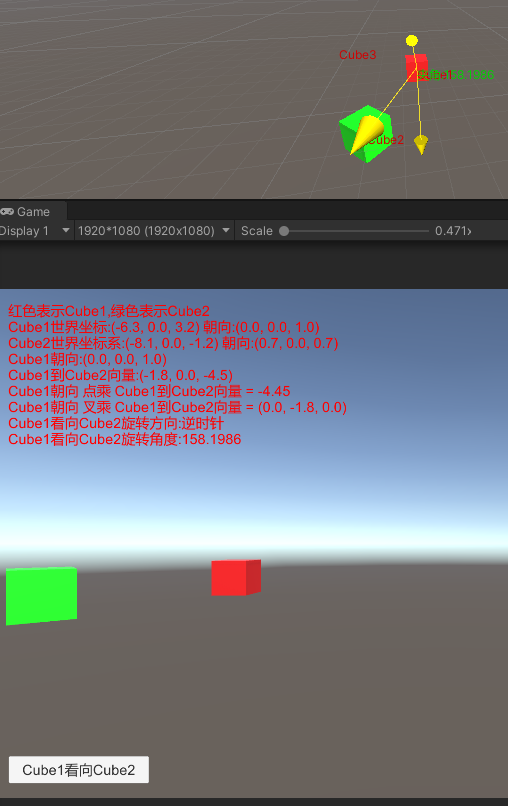 Cube3
158.1986
Cube2
Game
Display 1
1920*1080 (1920x1080)
Scale
0.471›
红色表示Cube1,绿色表示Cube2
Cube1世界坐标:(-6.3, 0.0, 3.2) 朝向:(0.0, 0.0, 1.0)
Cube2世界坐标系:(-8.1, 0.0, -1.2) 朝向:(0.7, 0.0, 0.7)
Cube1朝向:(0.0, 0.0, 1.0)
Cube1到Cube2向量:(-1.8, 0.0, -4.5)
Cube1朝向 点乘 Cube1到Cube2向量 = -4.45
Cube1朝向 叉乘 Cube1到Cube2向量 = (0.0, -1.8, 0.0)
Cube1看向Cube2旋转方向:逆时针
Cube1看向Cube2旋转角度:158.1986
Cube1看向Cube2